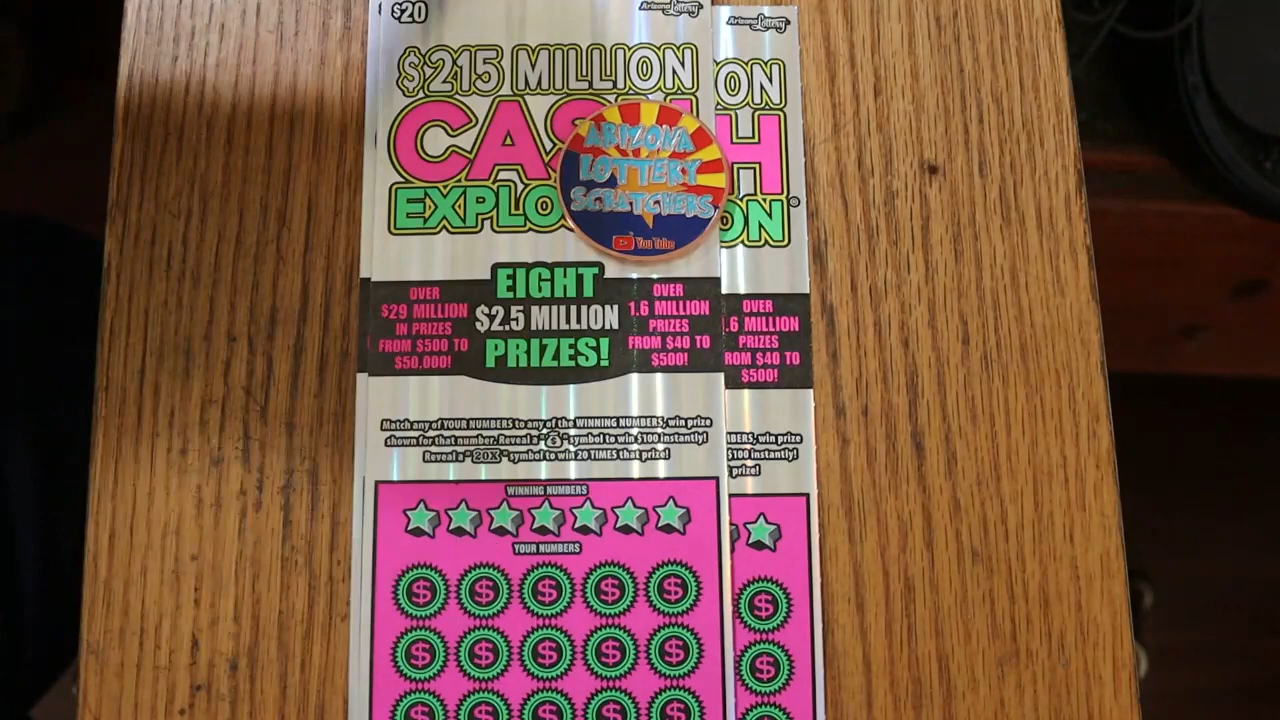 $20
Arizona Lottery
$215 MILLION
CASH
EXPLO
ARIZONA
LOTTERY
SCRATCHERS
YouTube
EIGHT
$2.5 MILLION
PRIZES!
OVER
$29 MILLION
IN PRIZES
FROM $500 TO
$50,000!
OVER
1.6 MILLION
PRIZES
FROM $40 TO
$500!
Match any of YOUR NUMBERS to any of the WINNING NUMBERS, win prize
shown for that number. Reveal a "$" symbol to win $100 instantly!
Reveal a "20X" symbol to win 20 TIMES that prize!
WINNING NUMBERS
YOUR NUMBERS
$ $ $ $ $
$ $ $ $ $
$ $ $ $ $
Arizona Lottery
ON
H
ON®
OVER
.6 MILLION
PRIZES
ROM $40 TO
$500!
BERS, win prize
$100 instantly!
prize!
$
$